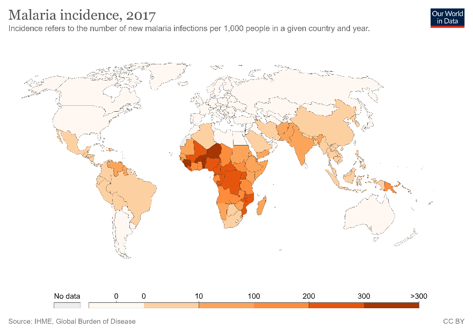 Malaria incidence, 2017
Incidence refers to the number of new malaria infections per 1,000 people in a given country and year.
Our World
in Data
No data 0 0 10 100 200 300 >300
Source: IHME, Global Burden of Disease
CC BY